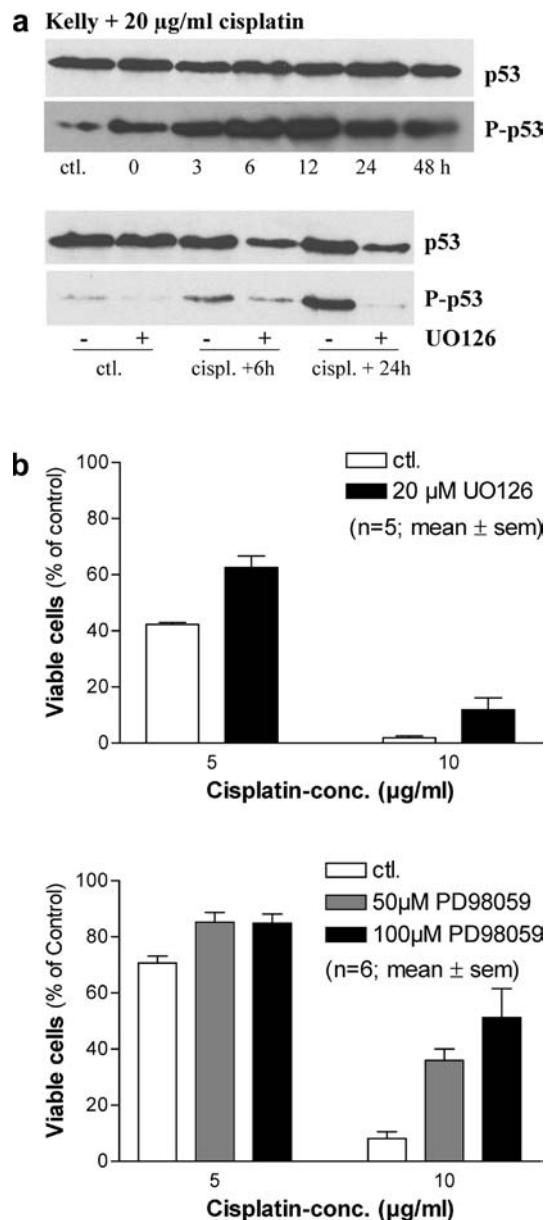 a
Kelly + 20 µg/ml cisplatin
p53
P-p53
ctl. 0 3 6 12 24 48 h
p53
P-p53
- + - + - + UO126
ctl. cispl. +6h cispl. + 24h
b
100
80
60
40
20
0
Viable cells (% of control)
ctl.
20 µM UO126
(n=5; mean ± sem)
5 10
Cisplatin-conc. (µg/ml)
100
80
60
40
20
0
Viable cells (% of Control)
ctl.
50µM PD98059
100µM PD98059
(n=6; mean ± sem)
5 10
Cisplatin-conc. (µg/ml)